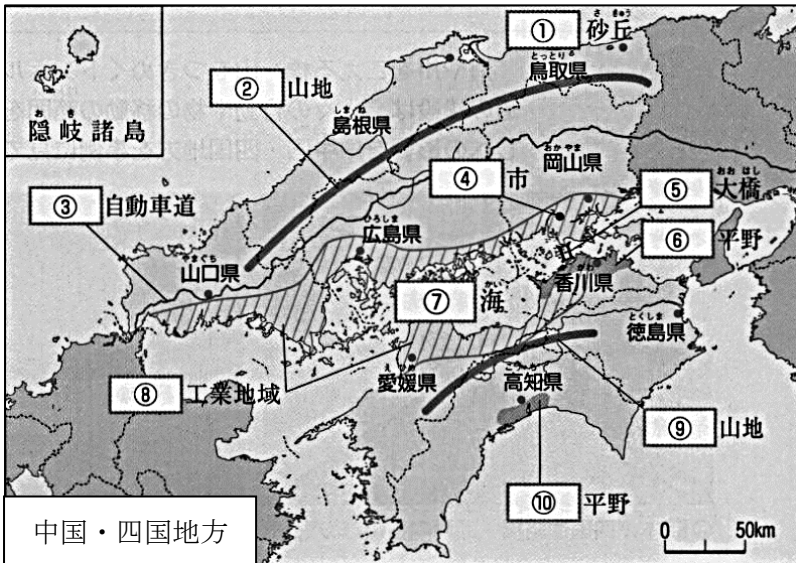 ① 砂丘
さきゅう
鳥取県
とっとり
② 山地
島根県
しまね
隠岐諸島
おき
岡山県
おかやま
④ 市
⑤ 大橋
おおはし
③ 自動車道
広島県
ひろしま
⑥ 平野
山口県
やまぐち
香川県
かがわ
⑦ 海
かい
徳島県
とくしま
愛媛県
えひめ
高知県
こうち
⑧ 工業地域
⑨ 山地
⑩ 平野
中国・四国地方
0 50km